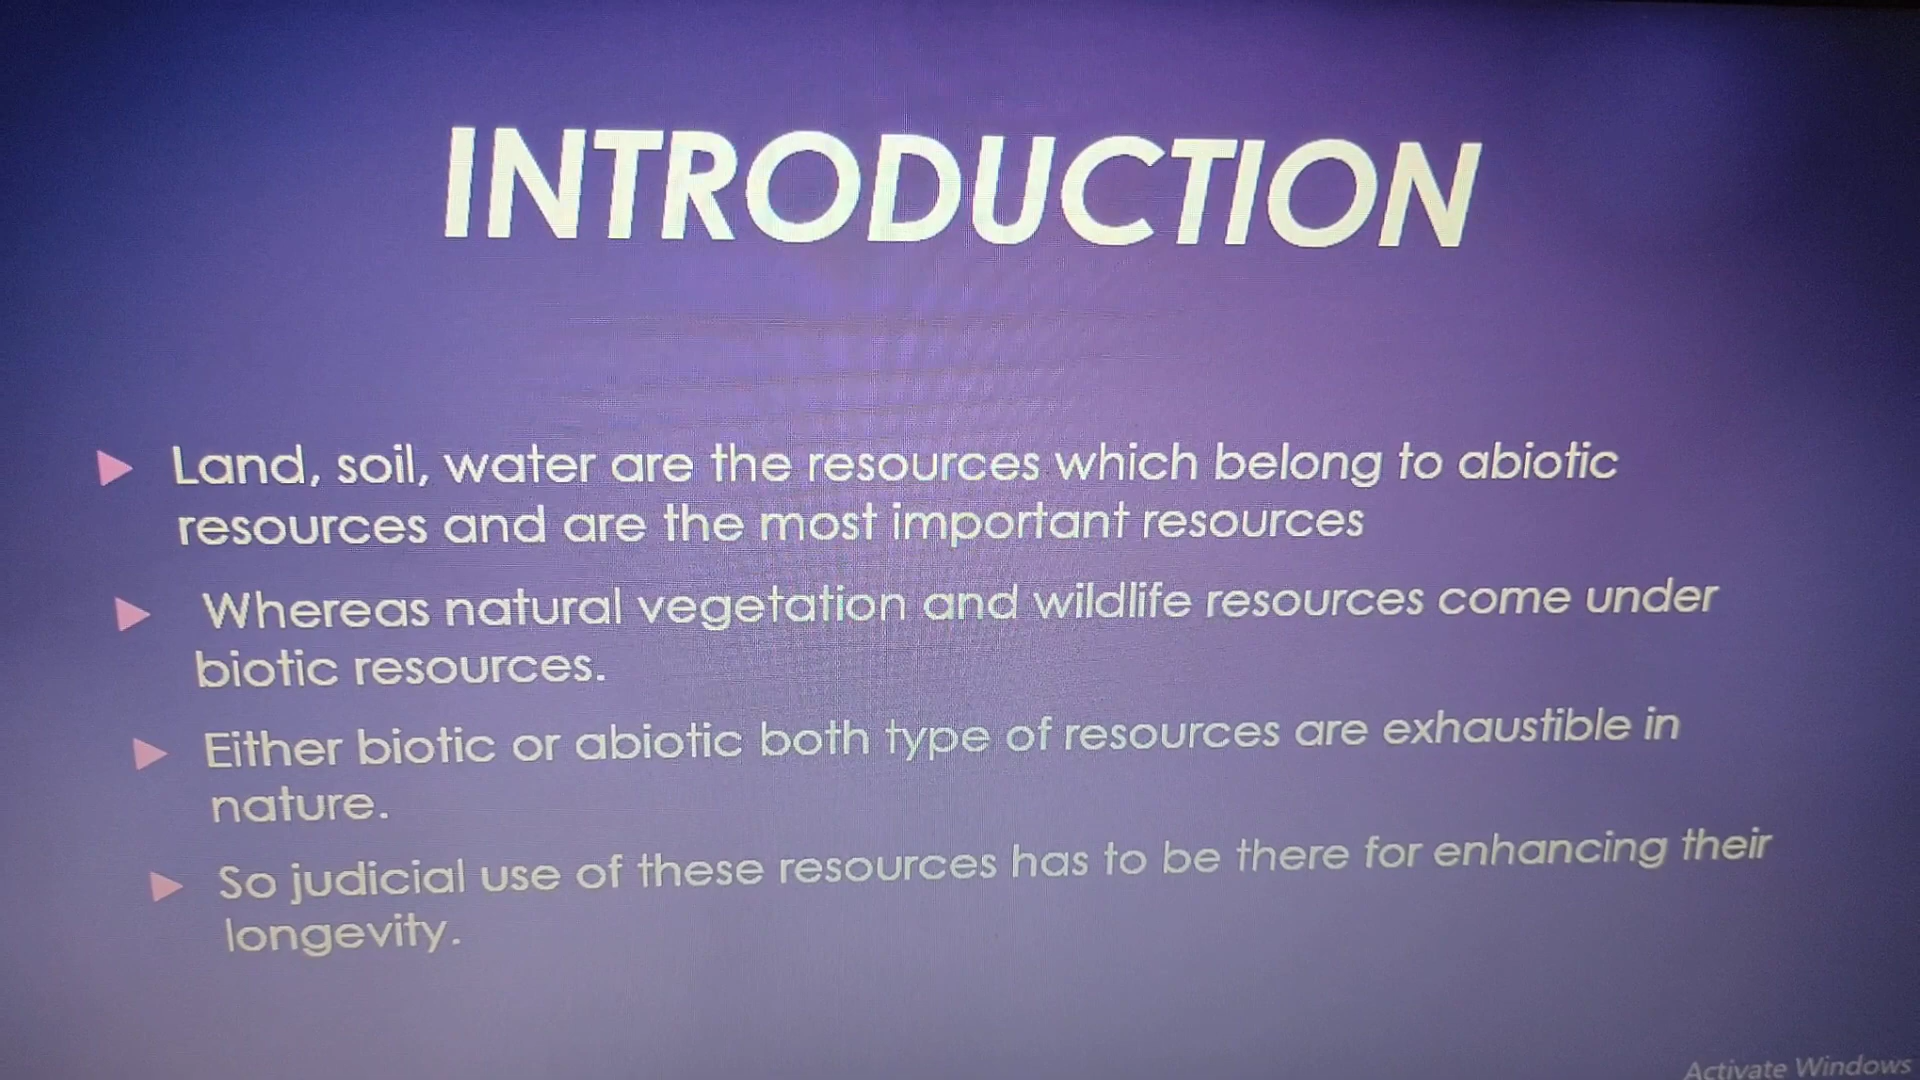 INTRODUCTION
Land, soil, water are the resources which belong to abiotic
resources and are the most important resources
Whereas natural vegetation and wildlife resources come under
biotic resources.
Either biotic or abiotic both type of resources are exhaustible in
nature.
So judicial use of these resources has to be there for enhancing their
longevity.
Activate Windows